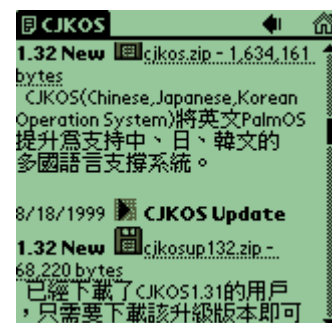 CJKOS
1.32 New cjkos.zip - 1,634,161
bytes
CJKOS(Chinese,Japanese,Korean
Operation System)將英文PalmOS
提升爲支持中、日、韓文的
多國語言支撐系統。
8/18/1999 CJKOS Update
1.32 New cjkosup132.zip -
68,220 bytes
已經下載了CJKOS1.31的用戶
，只需要下載該升級版本即可